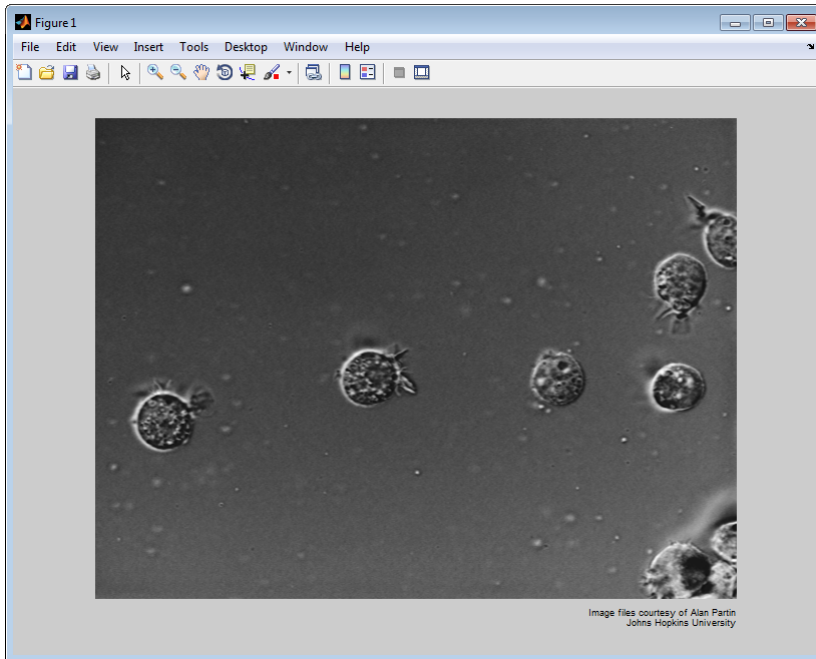 Figure 1
File Edit View Insert Tools Desktop Window Help
Image files courtesy of Alan Partin
Johns Hopkins University